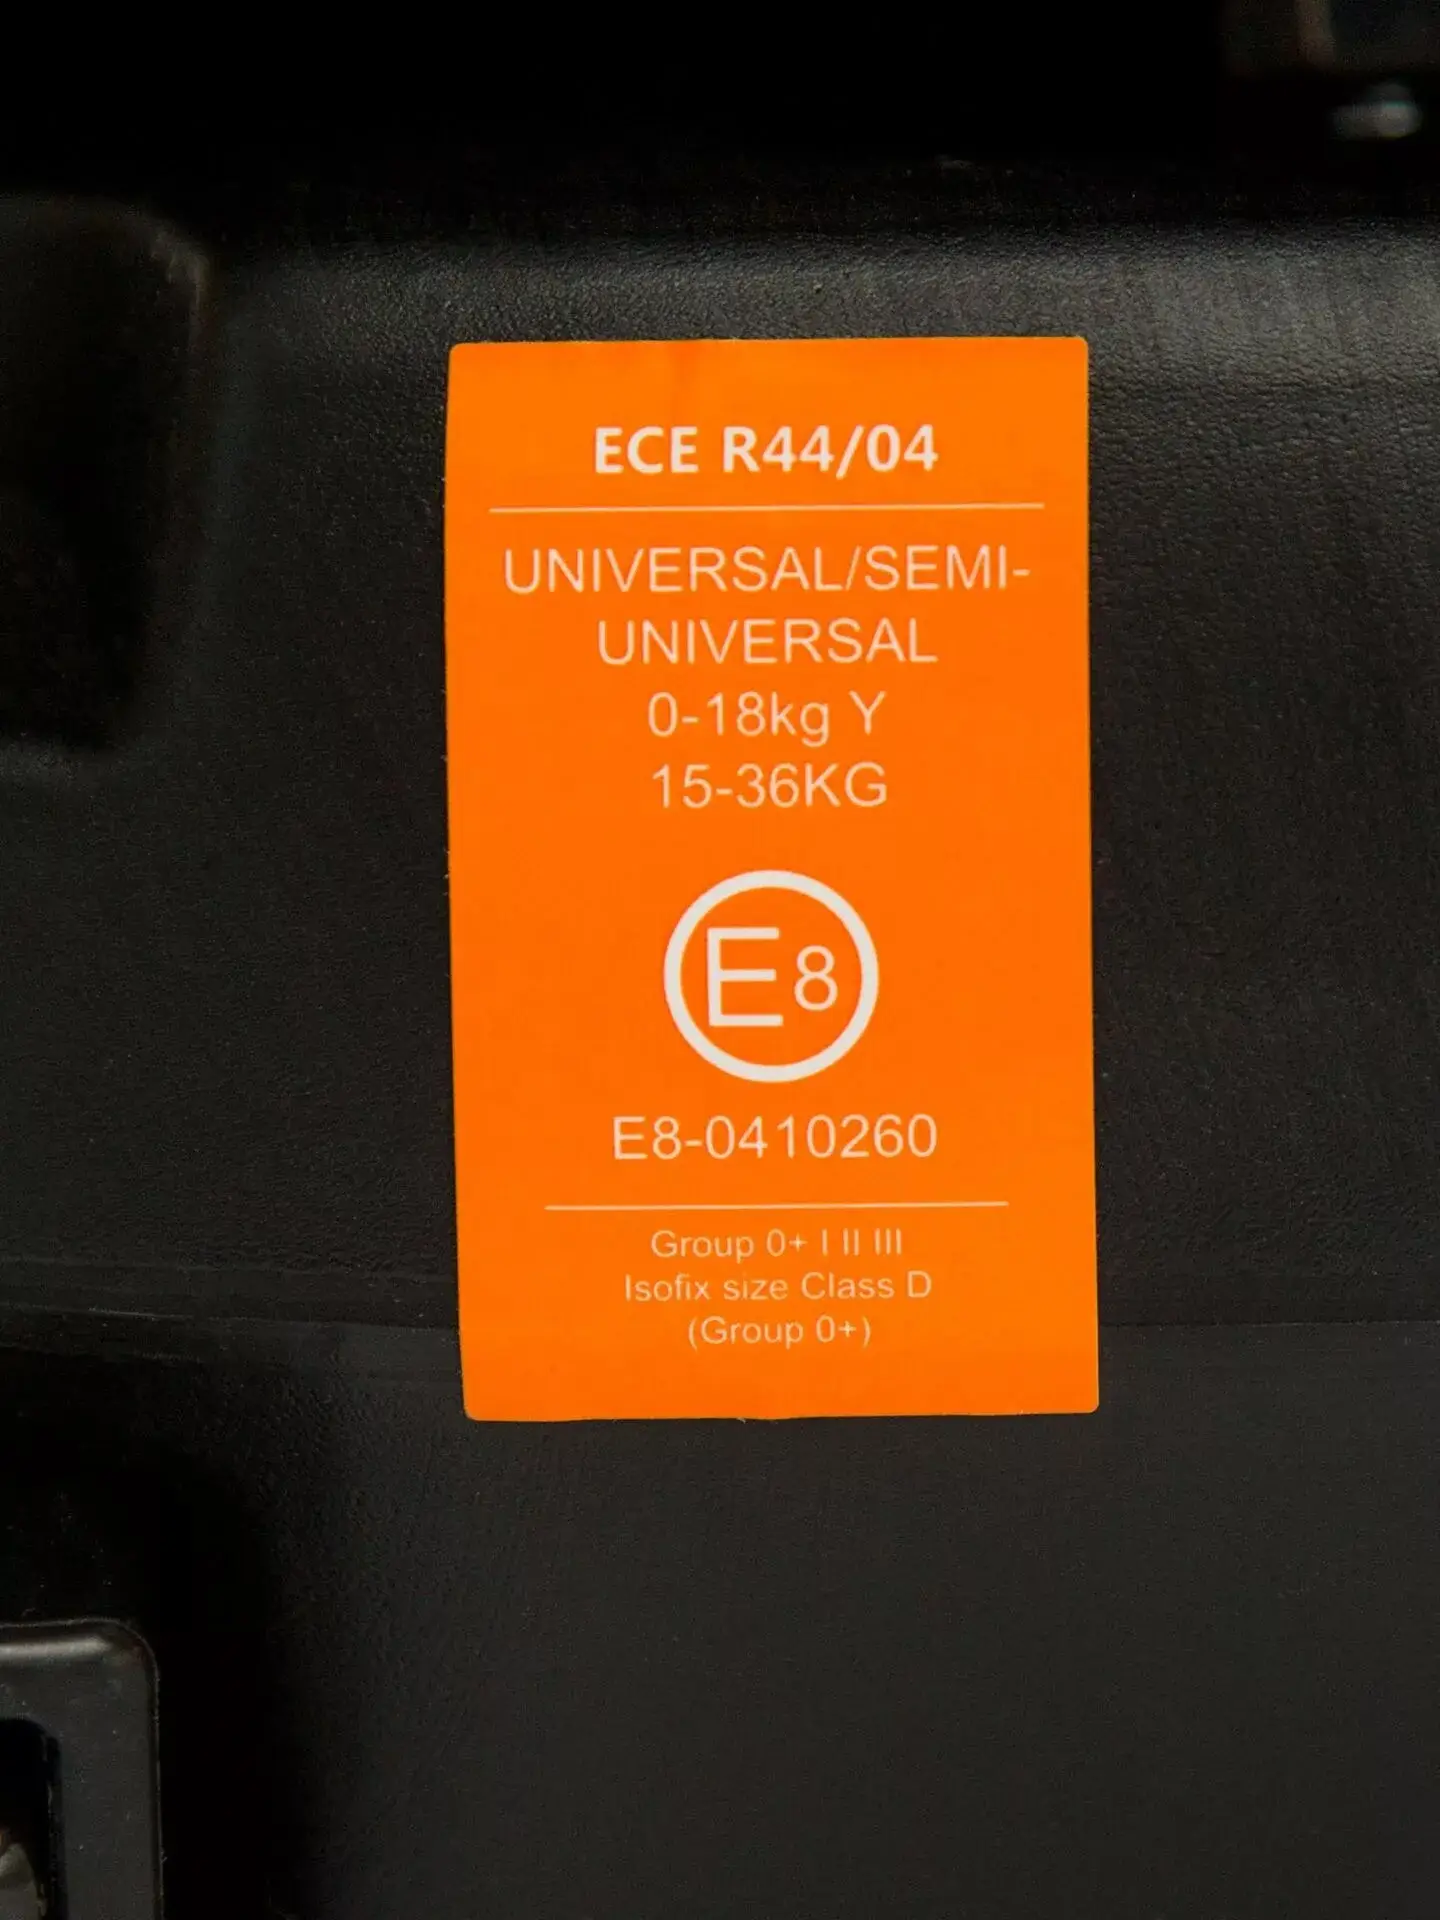 ECE R44/04
UNIVERSAL/SEMI-
UNIVERSAL
0-18kg Y
15-36KG
E8
E8-0410260
Group 0+ I II III
Isofix size Class D
(Group 0+)